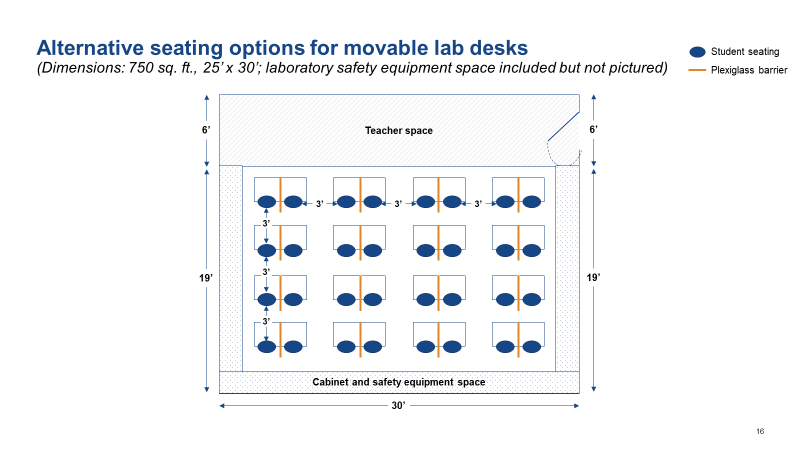 Alternative seating options for movable lab desks
(Dimensions: 750 sq. ft., 25’ x 30’; laboratory safety equipment space included but not pictured)
Student seating
Plexiglass barrier
6’
Teacher space
6’
3’
3’
3’
3’
19’
3’
19’
3’
Cabinet and safety equipment space
30’
16